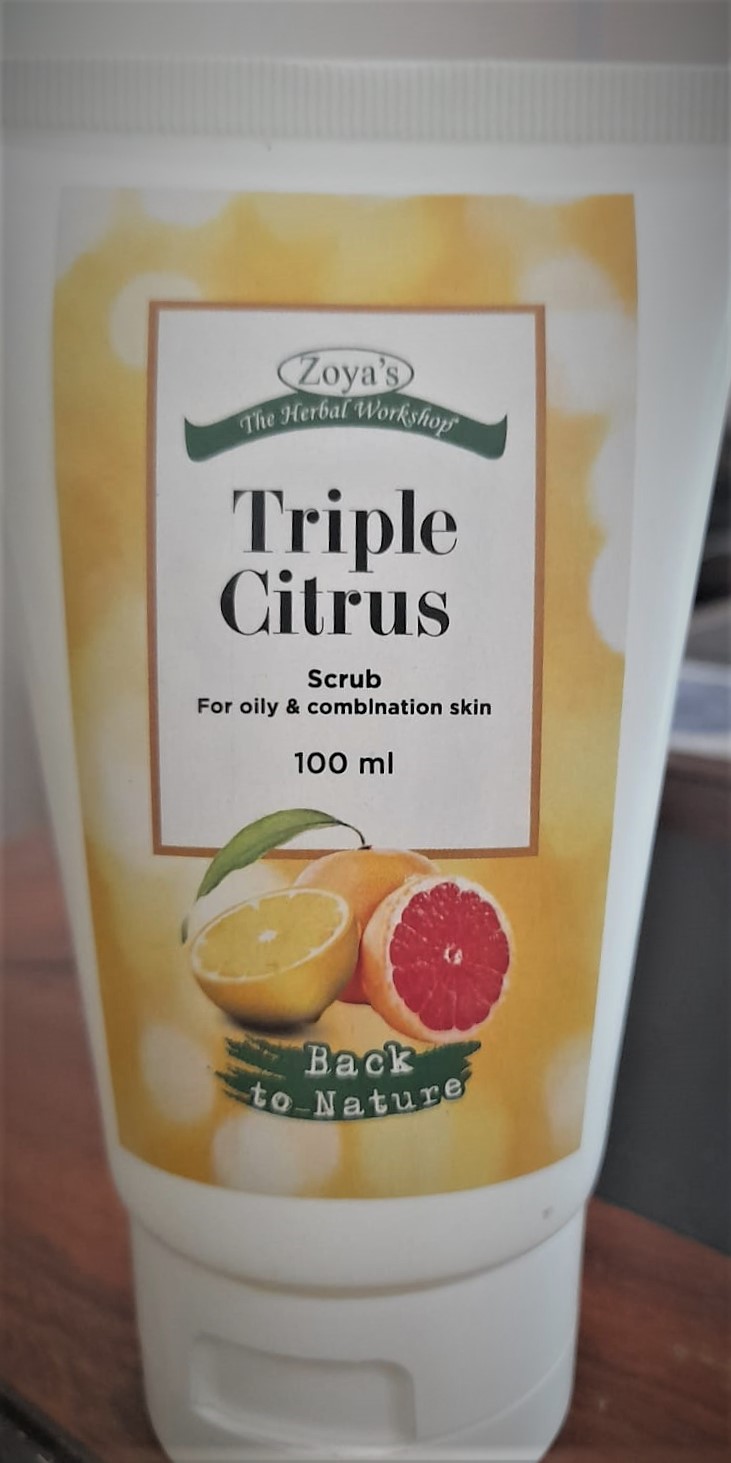 Zoya's
The Herbal Workshop
Triple
Citrus
Scrub
For oily & combInation skin
100 ml
Back
to Nature